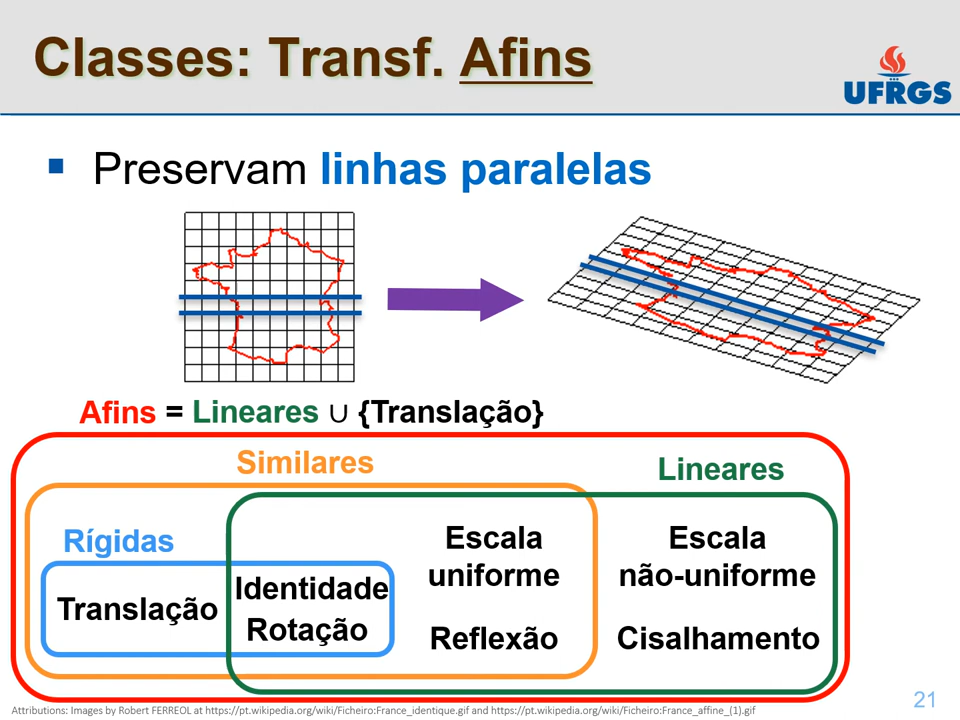 Classes: Transf. Afins
UFRGS
▪ Preservam linhas paralelas
Afins = Lineares ∪ {Translação}
Similares
Lineares
Rígidas
Translação
Identidade
Rotação
Escala
uniforme
Reflexão
Escala
não-uniforme
Cisalhamento
Attributions: Images by Robert FERREOL at https://pt.wikipedia.org/wiki/Ficheiro:France_identique.gif and https://pt.wikipedia.org/wiki/Ficheiro:France_affine_(1).gif
21